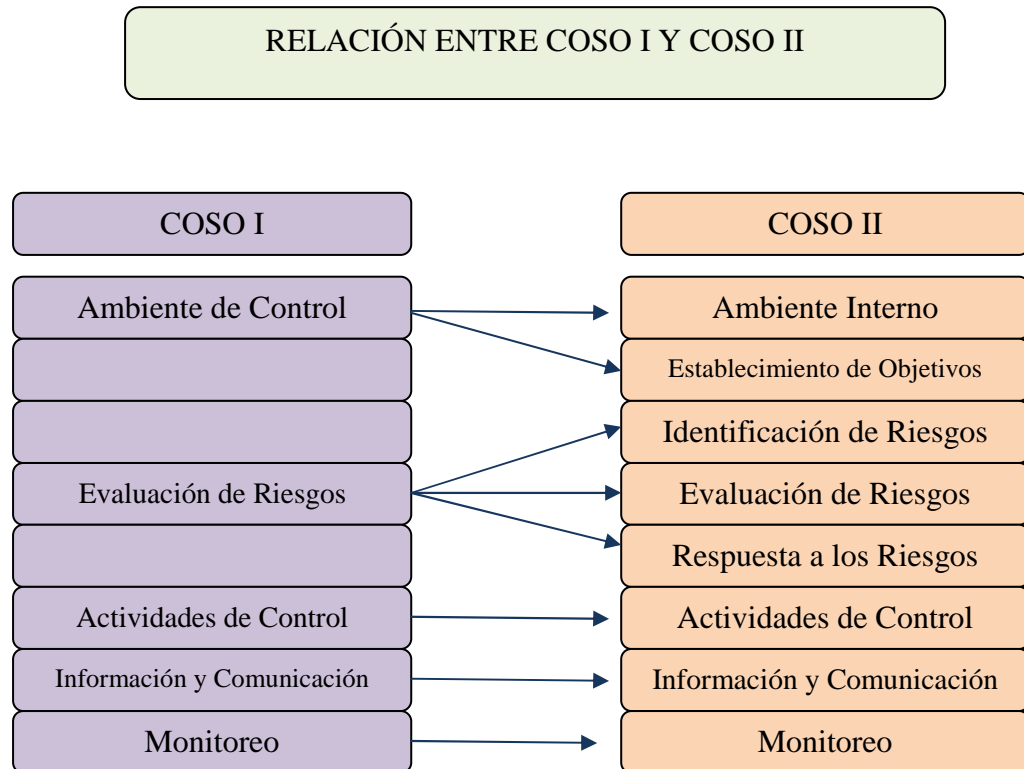 RELACIÓN ENTRE COSO I Y COSO II
COSO I
COSO II
Ambiente de Control
Ambiente Interno
Establecimiento de Objetivos
Identificación de Riesgos
Evaluación de Riesgos
Evaluación de Riesgos
Respuesta a los Riesgos
Actividades de Control
Actividades de Control
Información y Comunicación
Información y Comunicación
Monitoreo
Monitoreo